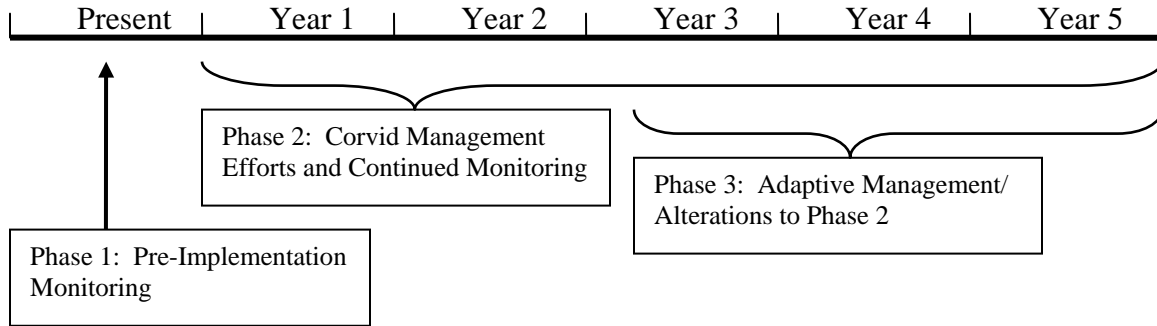 Present Year 1 Year 2 Year 3 Year 4 Year 5
Phase 2: Corvid Management
Efforts and Continued Monitoring
Phase 3: Adaptive Management/
Alterations to Phase 2
Phase 1: Pre-Implementation
Monitoring